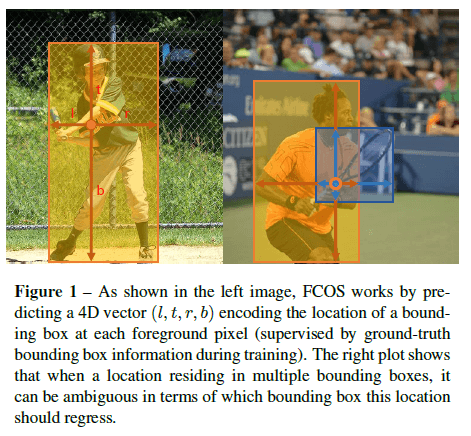 l
t
r
b
Emirates Airline
CITIZEN
Figure 1 – As shown in the left image, FCOS works by pre-
dicting a 4D vector (l, t, r, b) encoding the location of a bound-
ing box at each foreground pixel (supervised by ground-truth
bounding box information during training). The right plot shows
that when a location residing in multiple bounding boxes, it
can be ambiguous in terms of which bounding box this location
should regress.